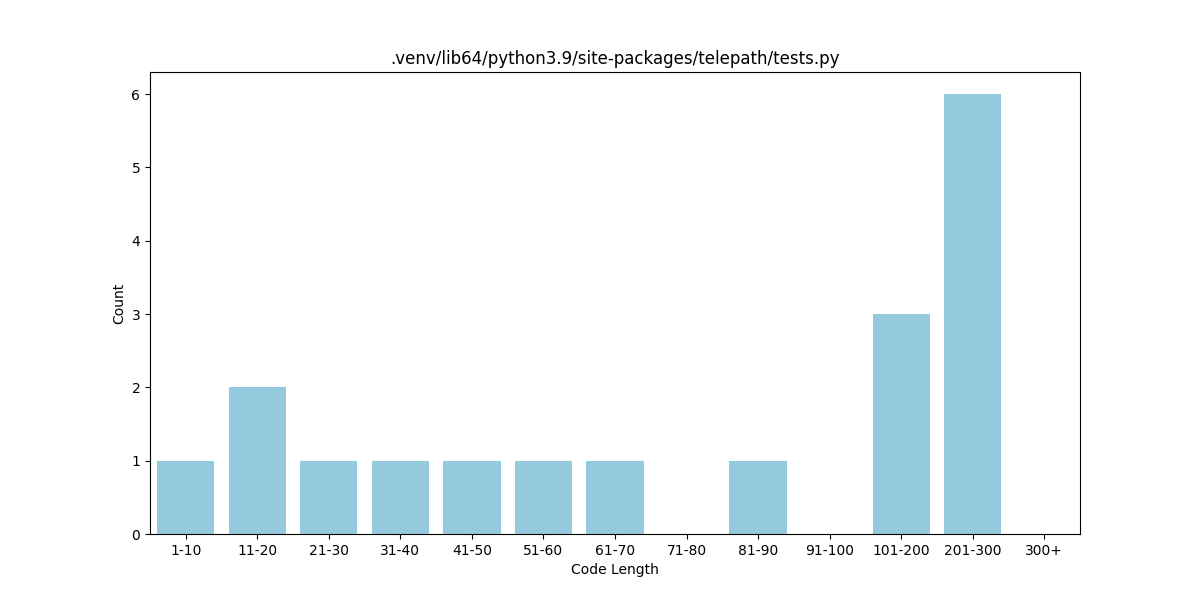 .venv/lib64/python3.9/site-packages/telepath/tests.py
6
5
4
3
2
1
0
Count
1-10 11-20 21-30 31-40 41-50 51-60 61-70 71-80 81-90 91-100 101-200 201-300 300+
Code Length